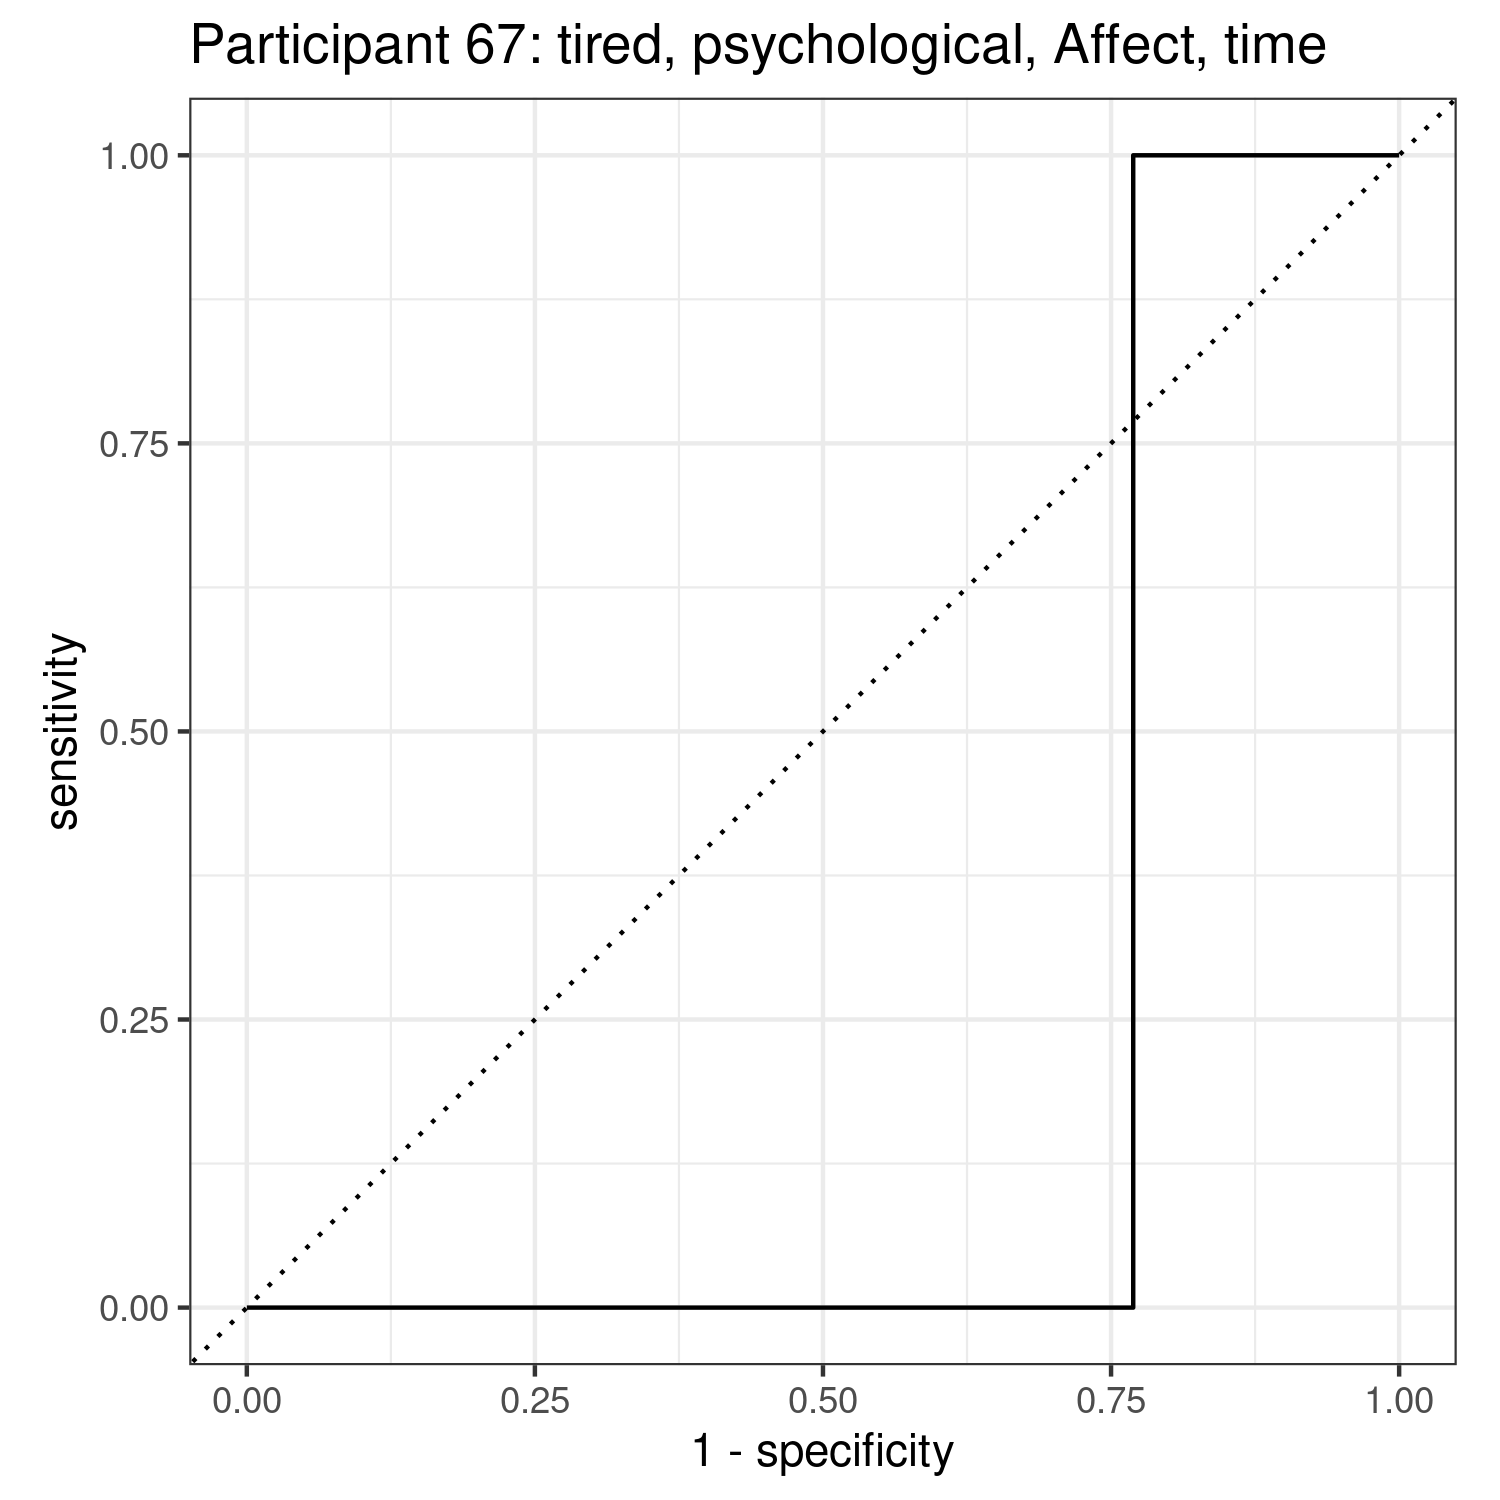 Participant 67: tired, psychological, Affect, time
1.00
0.75
0.50
0.25
0.00
sensitivity
0.00 0.25 0.50 0.75 1.00
1 - specificity